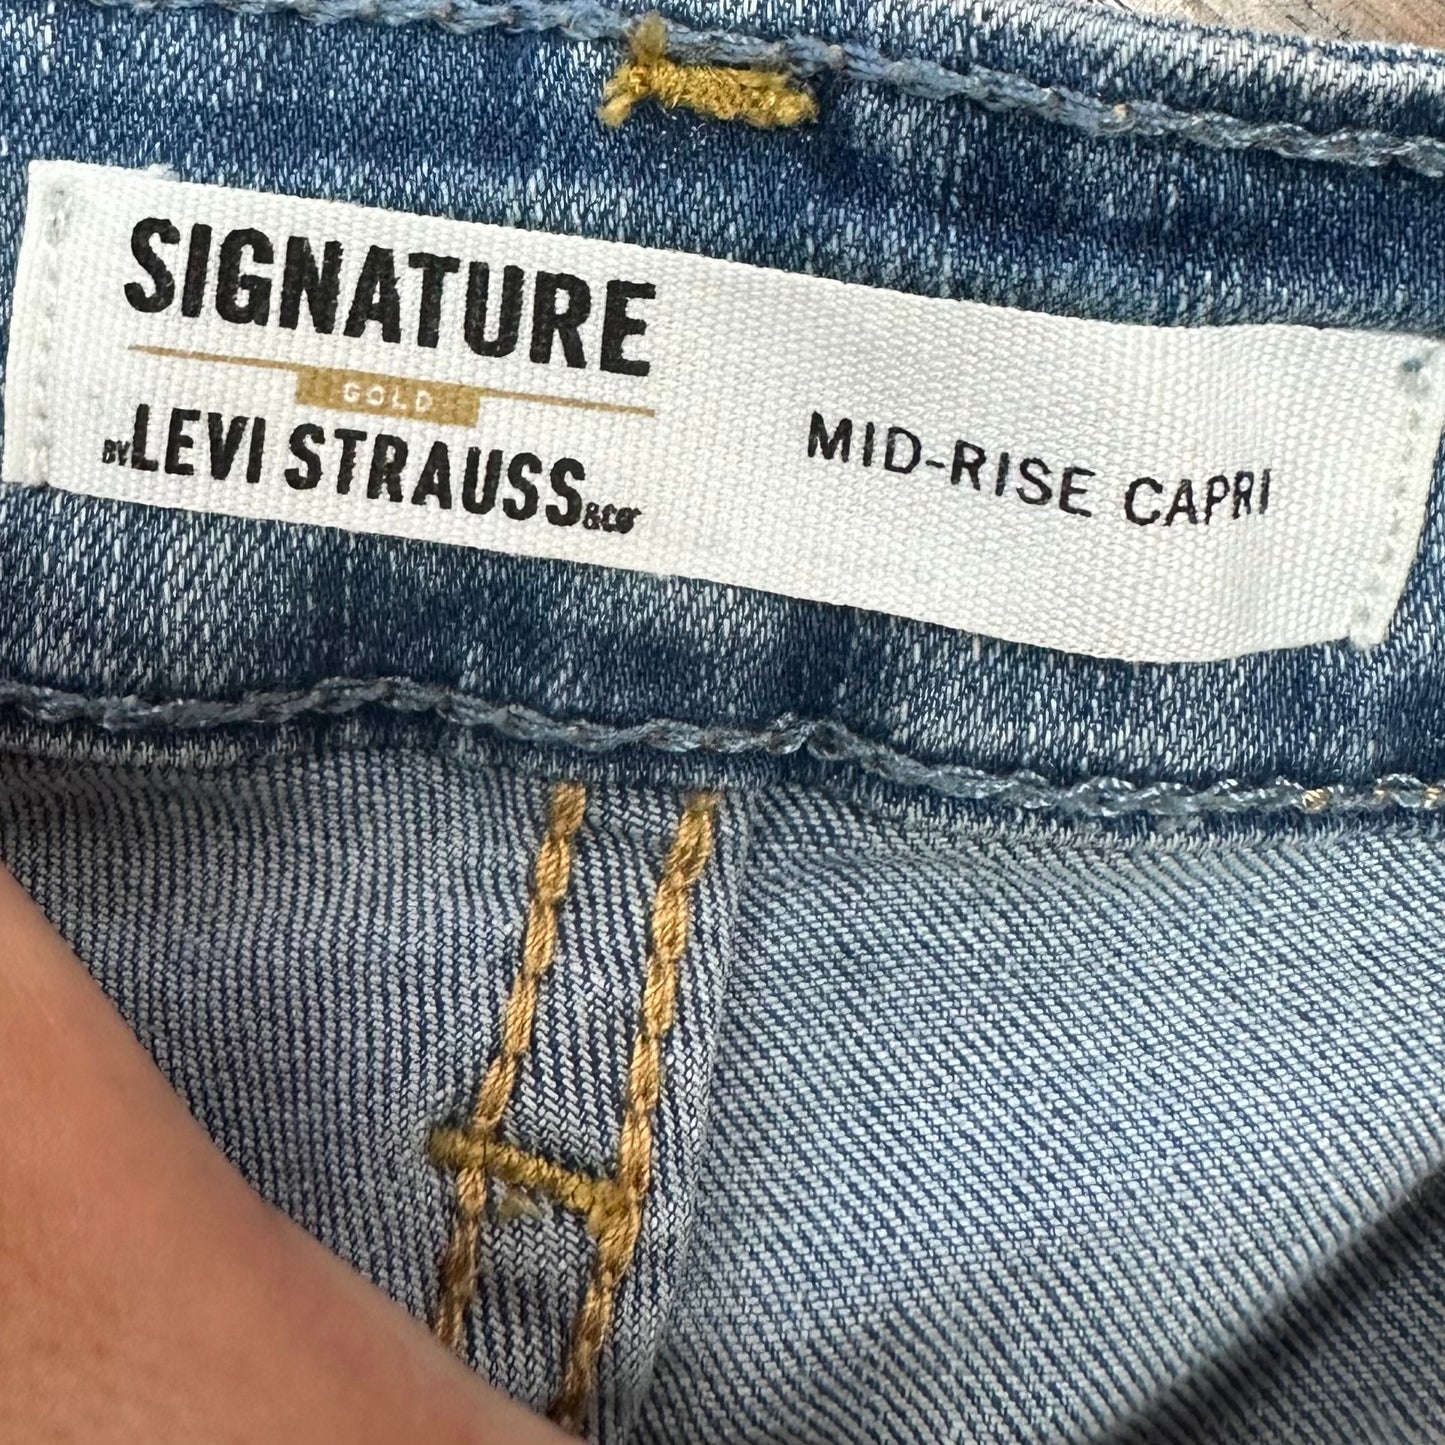 SIGNATURE
GOLD
BY LEVI STRAUSS &CO
MID-RISE CAPRI